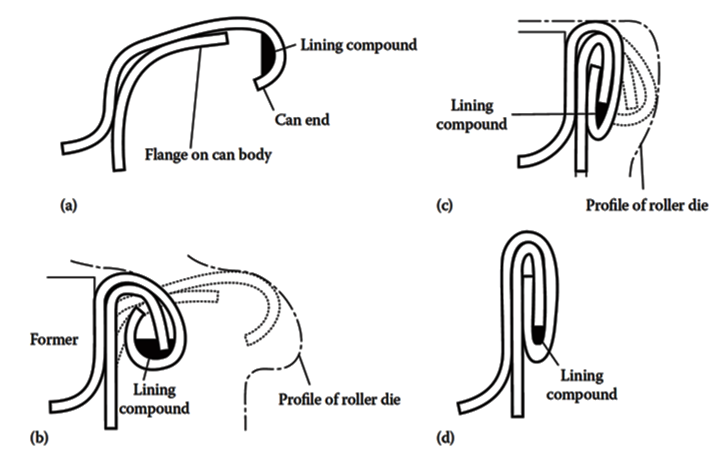 Lining compound
Can end
Flange on can body
(a)
Lining
compound
Profile of roller die
(c)
Former
Lining
compound
Profile of roller die
(b)
Lining
compound
(d)